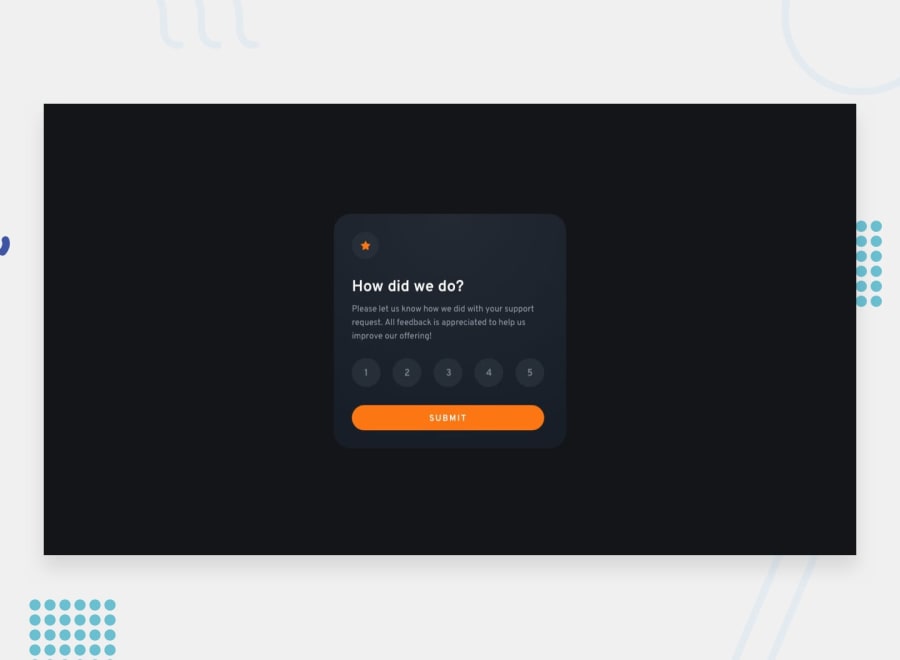 How did we do?
Please let us know how we did with your support
request. All feedback is appreciated to help us
improve our offering!
1 2 3 4 5
SUBMIT